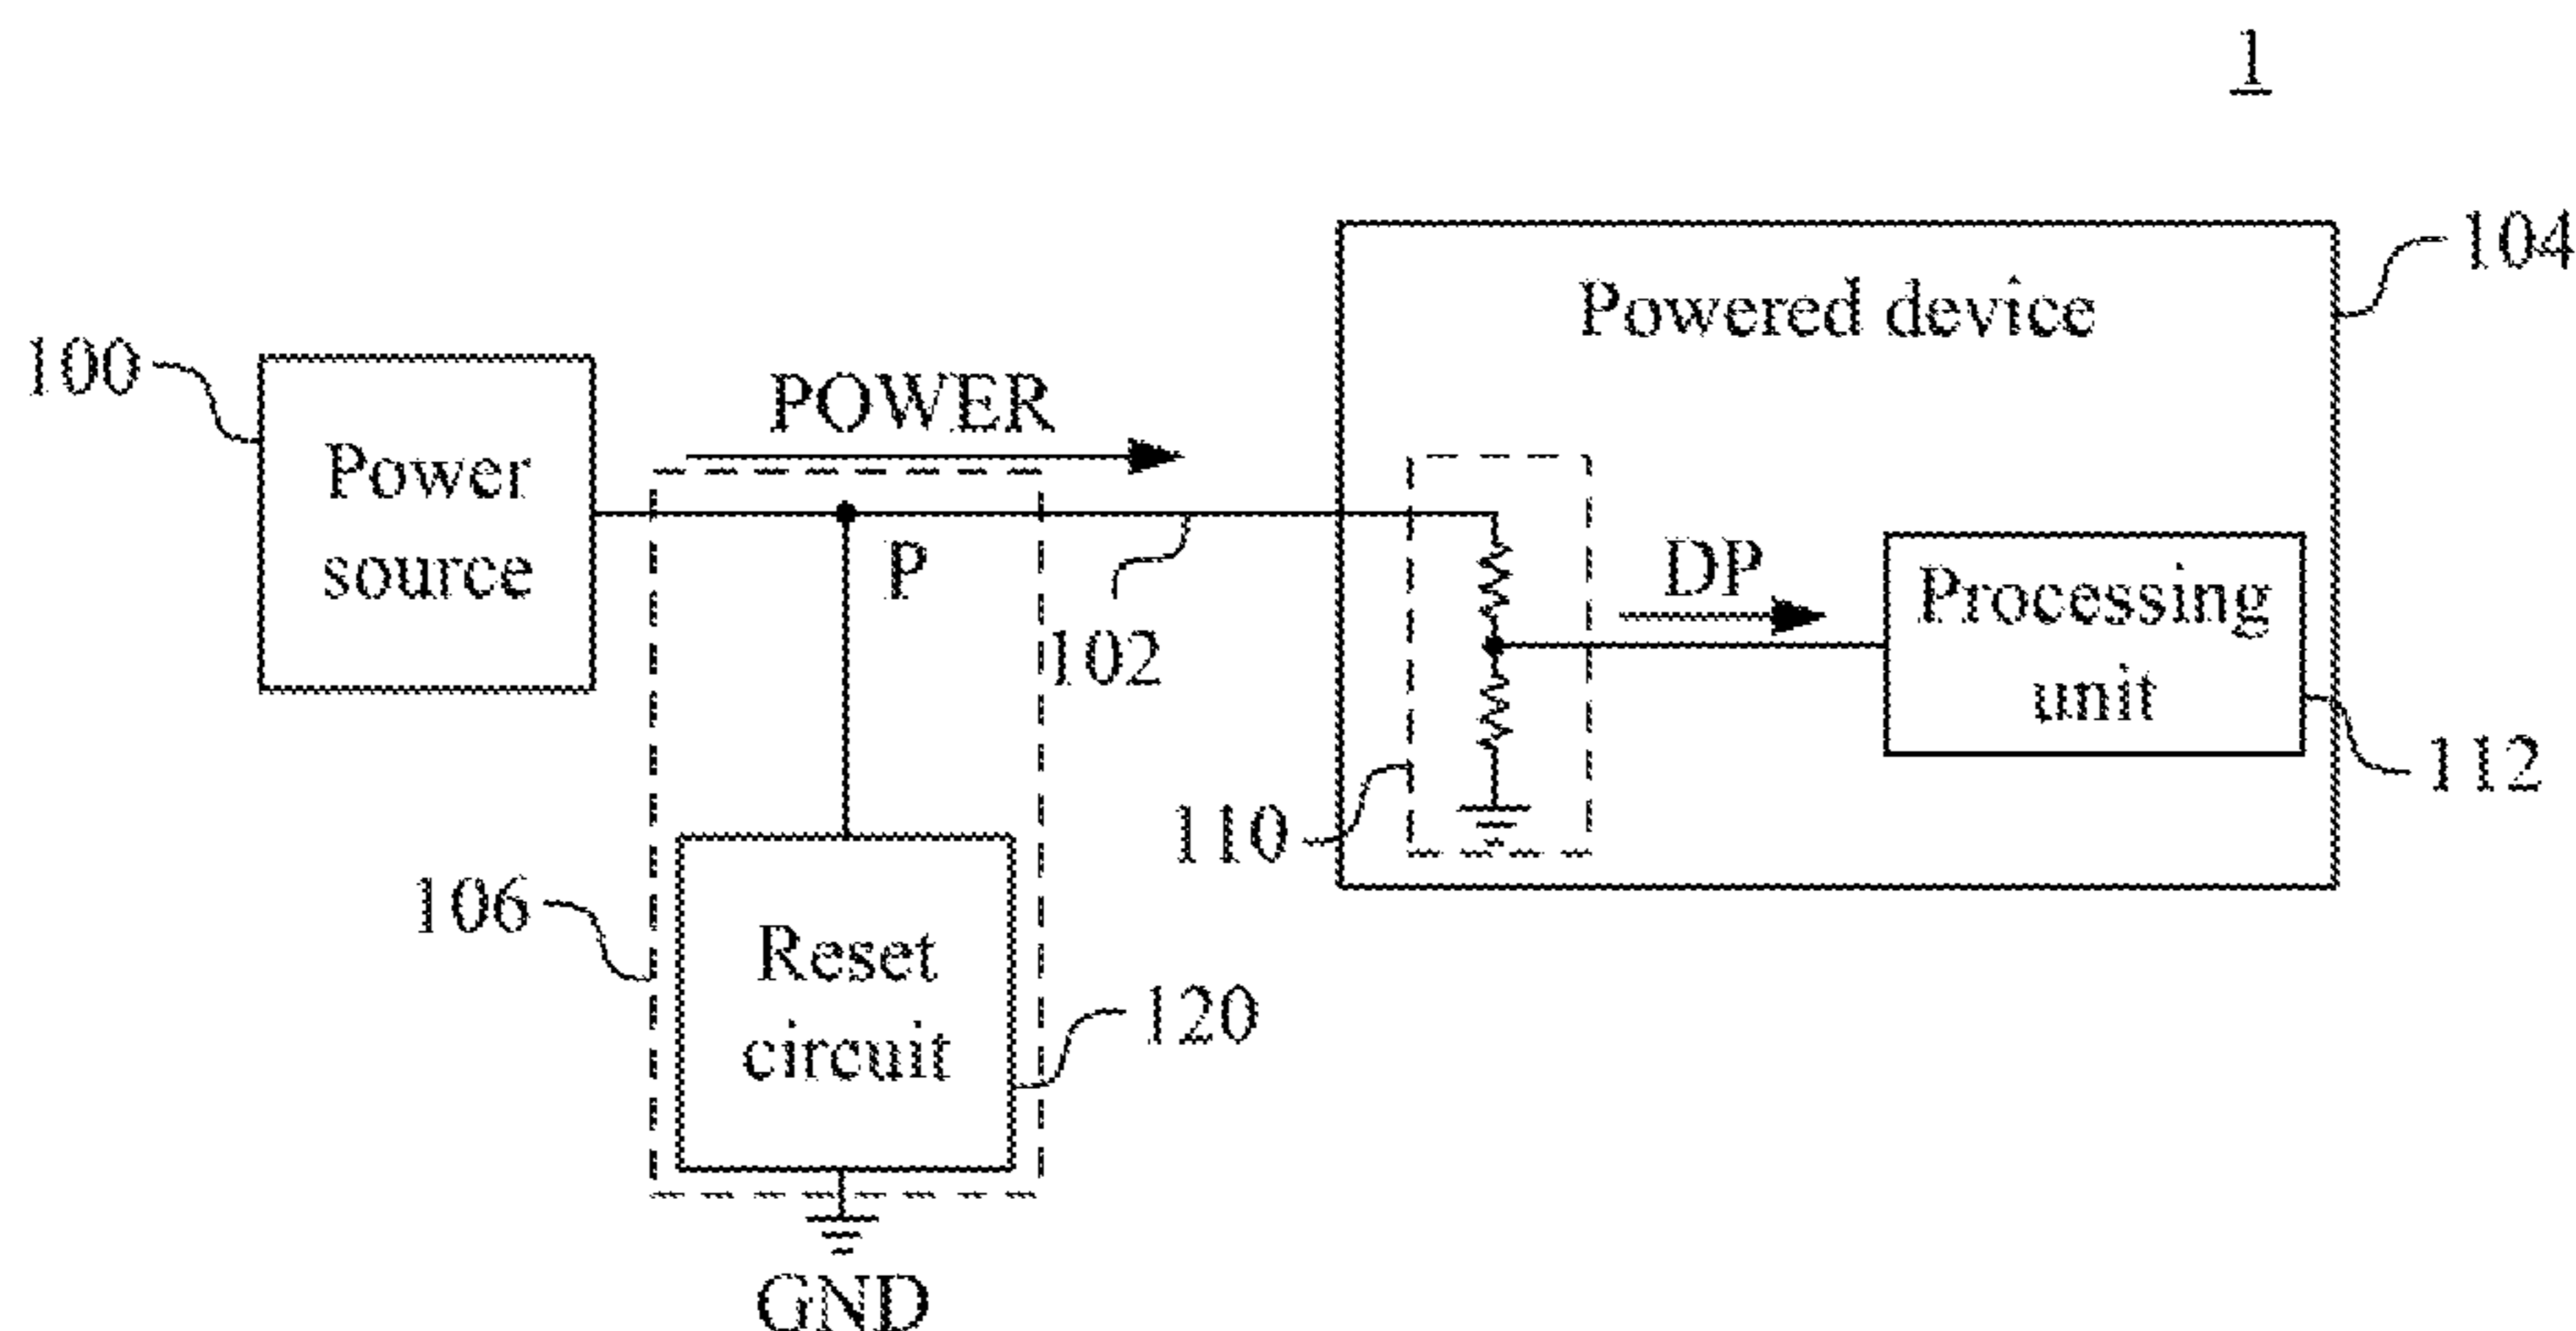 1
104
Powered device
100
POWER
Power
source
P
DP
Processing
unit
102
112
110
106
Reset
circuit
120
GND